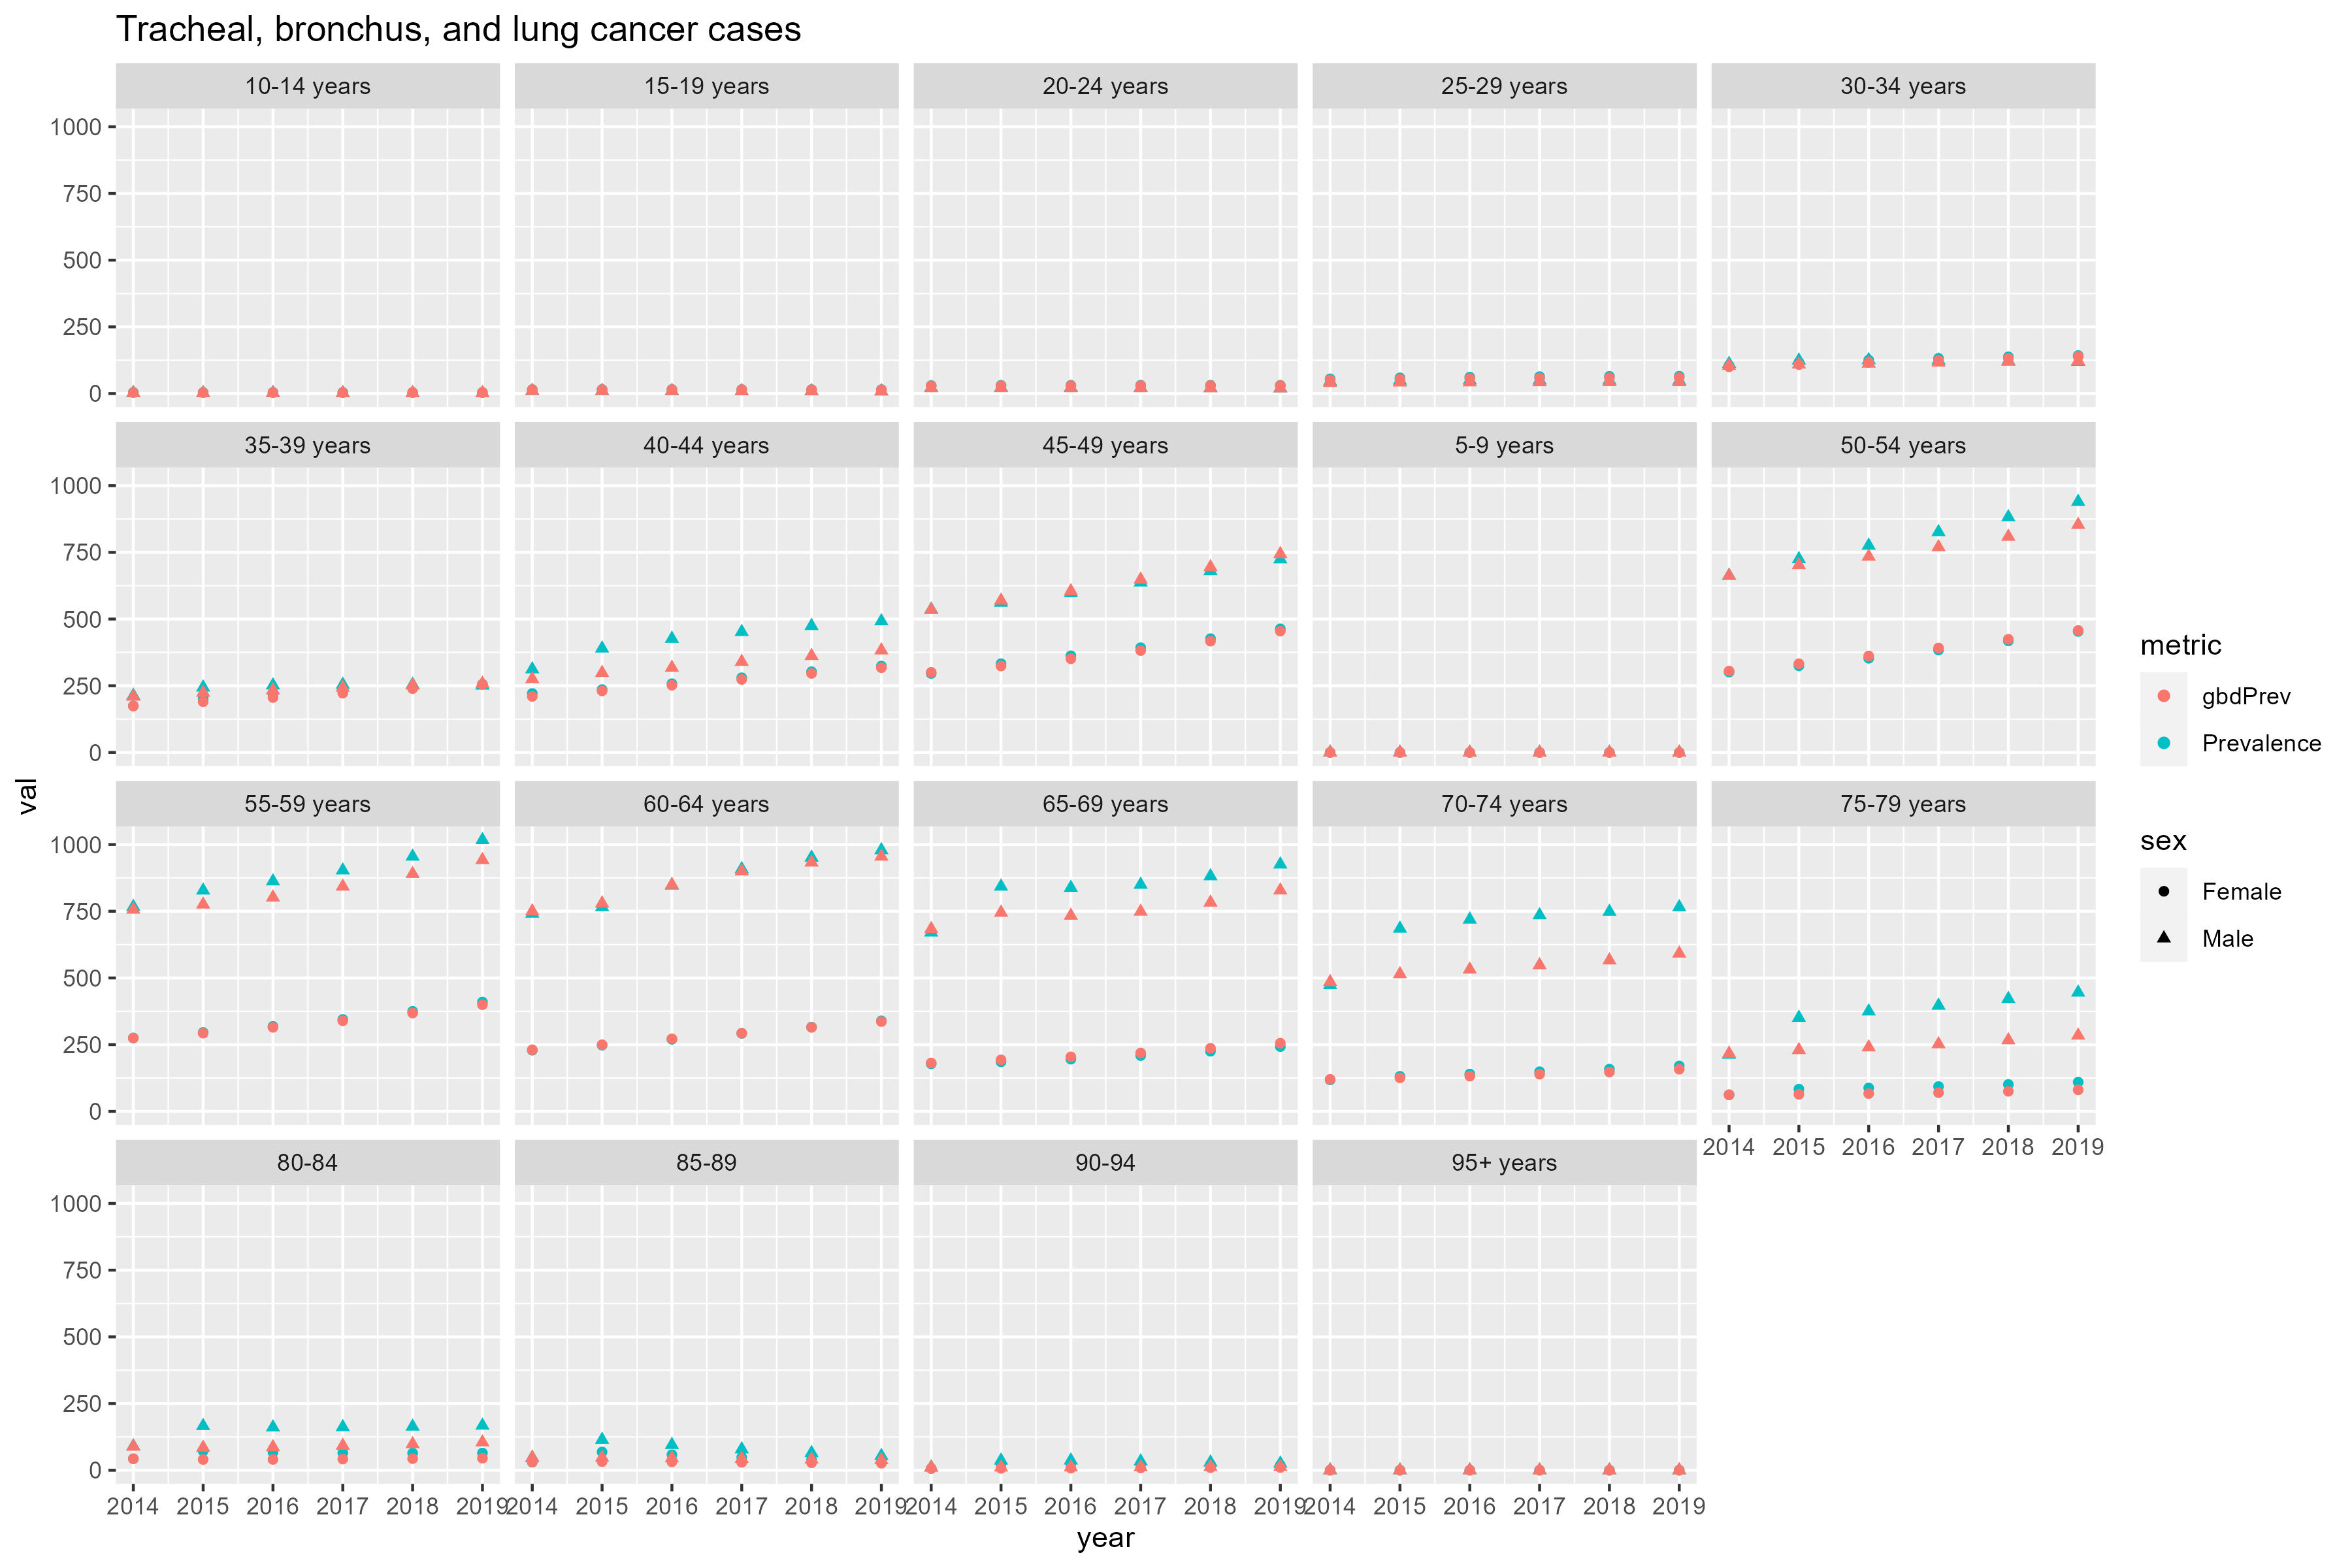 Tracheal, bronchus, and lung cancer cases
10-14 years 15-19 years 20-24 years 25-29 years 30-34 years
1000
750
500
250
0
35-39 years 40-44 years 45-49 years 5-9 years 50-54 years
1000
750
500
250
0
55-59 years 60-64 years 65-69 years 70-74 years 75-79 years
1000
750
500
250
0
2014 2015 2016 2017 2018 2019
80-84 85-89 90-94 95+ years
1000
750
500
250
0
2014 2015 2016 2017 2018 2019 2014 2015 2016 2017 2018 2019 2014 2015 2016 2017 2018 2019 2014 2015 2016 2017 2018 2019
year
val
metric
gbdPrev
Prevalence
sex
Female
Male